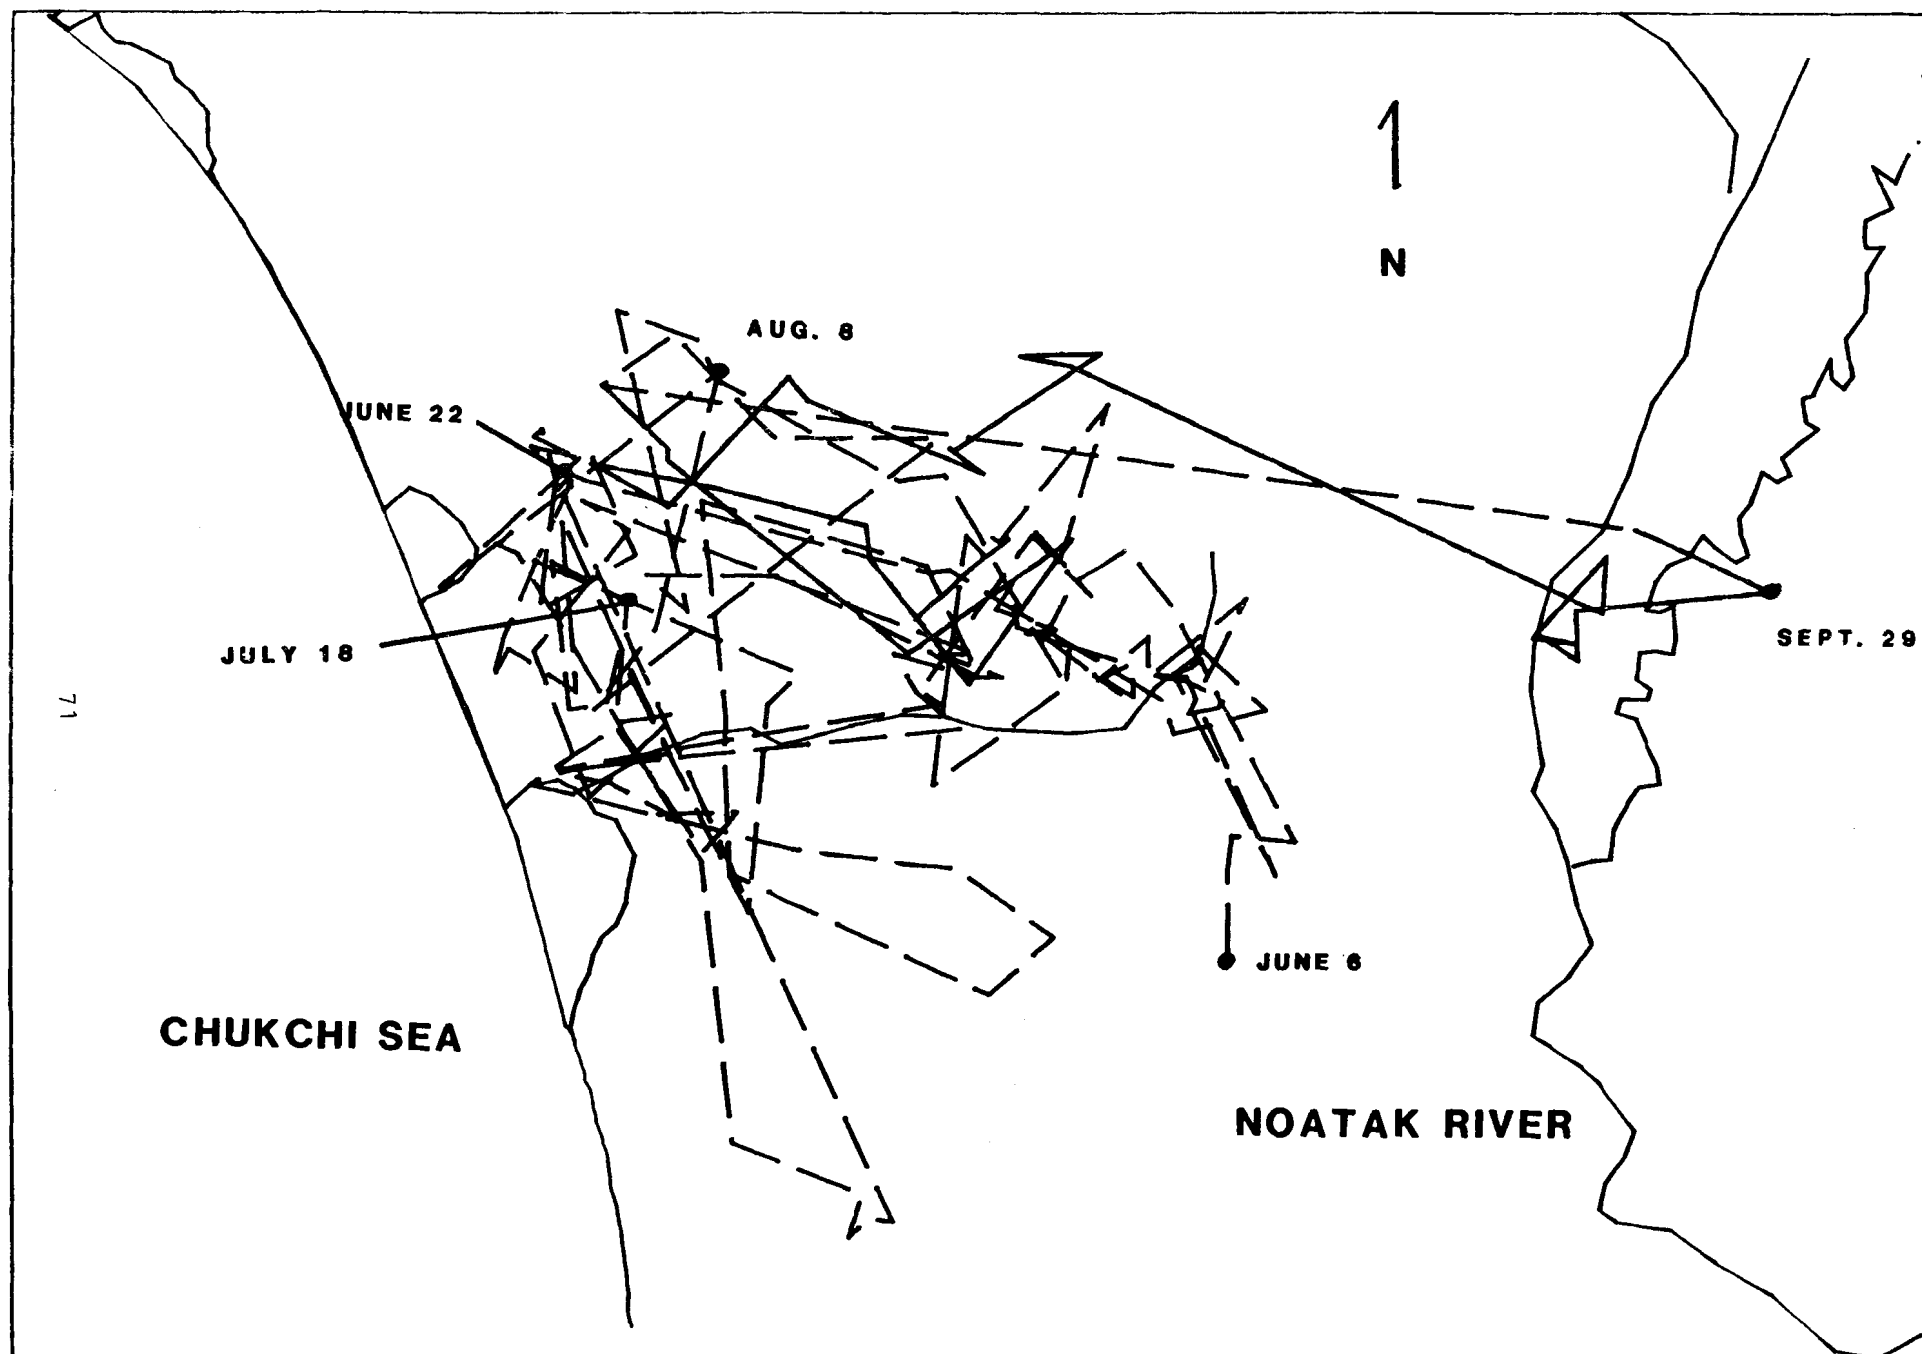 N
AUG. 8
JUNE 22
SEPT. 29
JULY 18
71
JUNE 6
CHUKCHI SEA
NOATAK RIVER